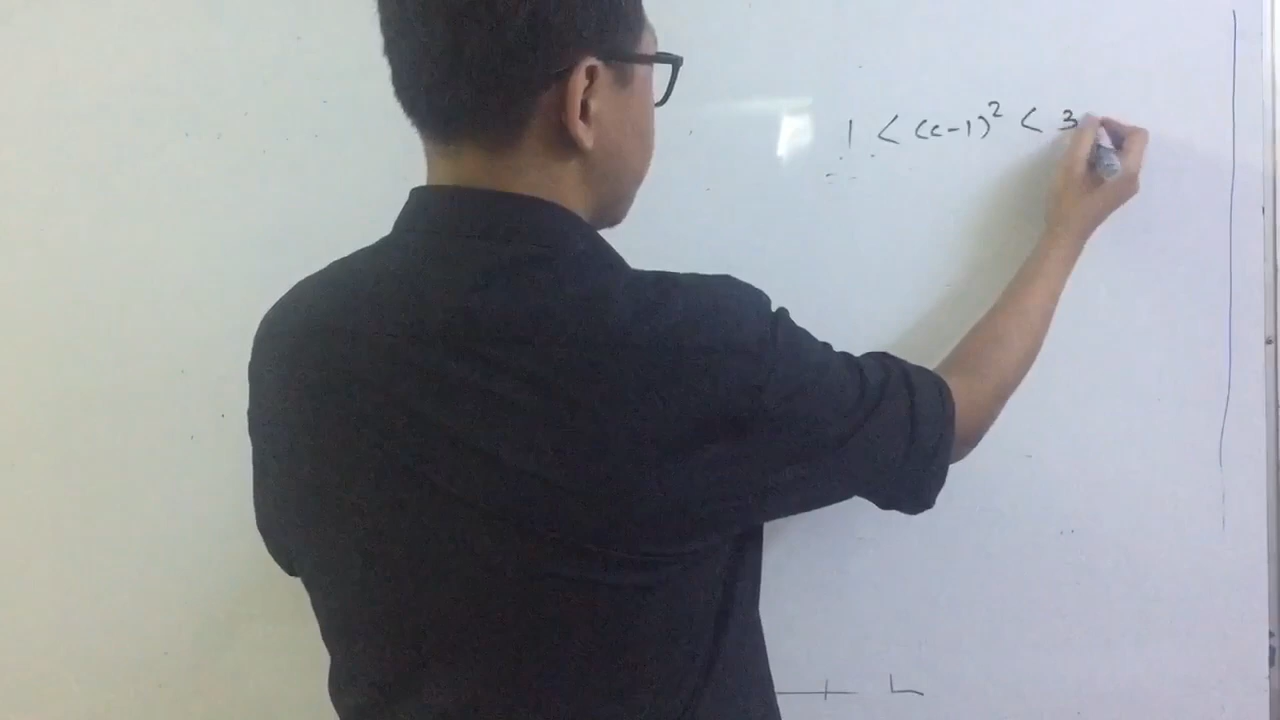 1 < (c-1)² < 3